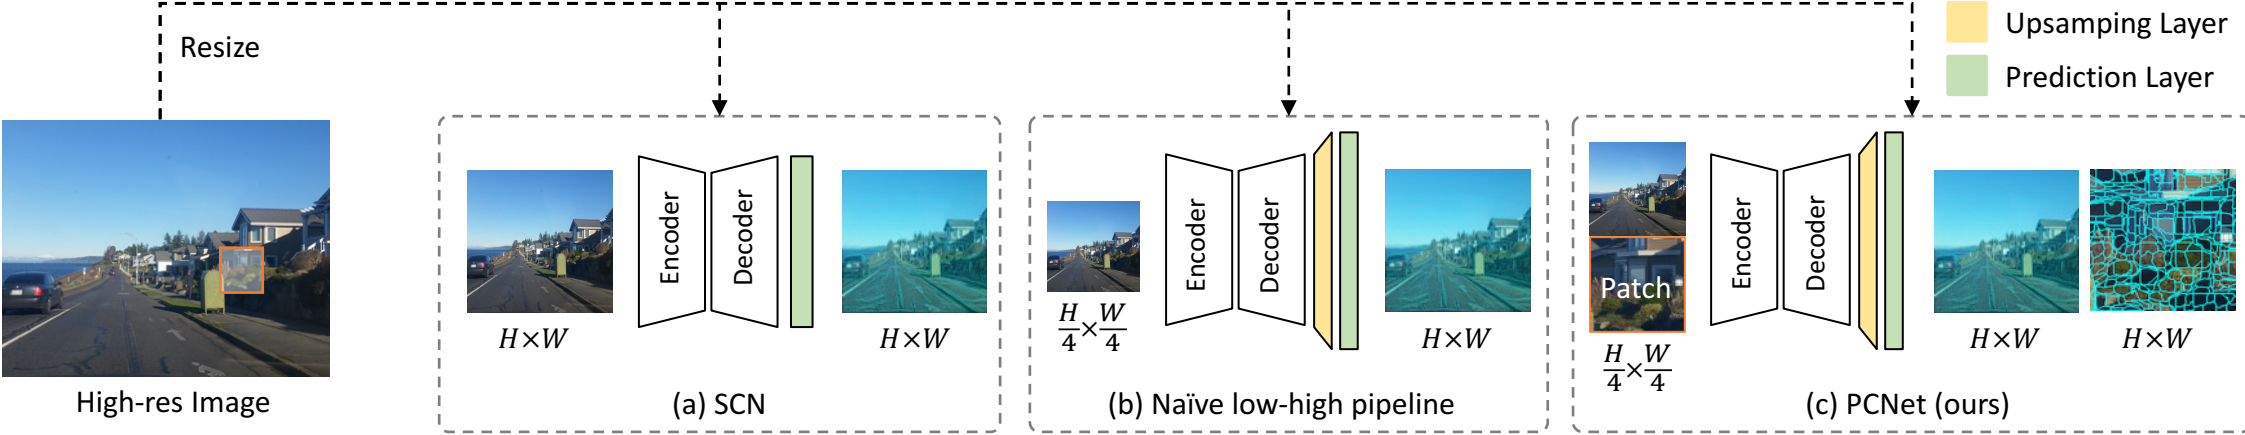 Resize
Upsamping Layer
Prediction Layer
High-res Image
Encoder
Decoder
H×W
H×W
(a) SCN
H/4×W/4
Encoder
Decoder
H×W
(b) Naïve low-high pipeline
Patch
H/4×W/4
Encoder
Decoder
H×W
H×W
(c) PCNet (ours)